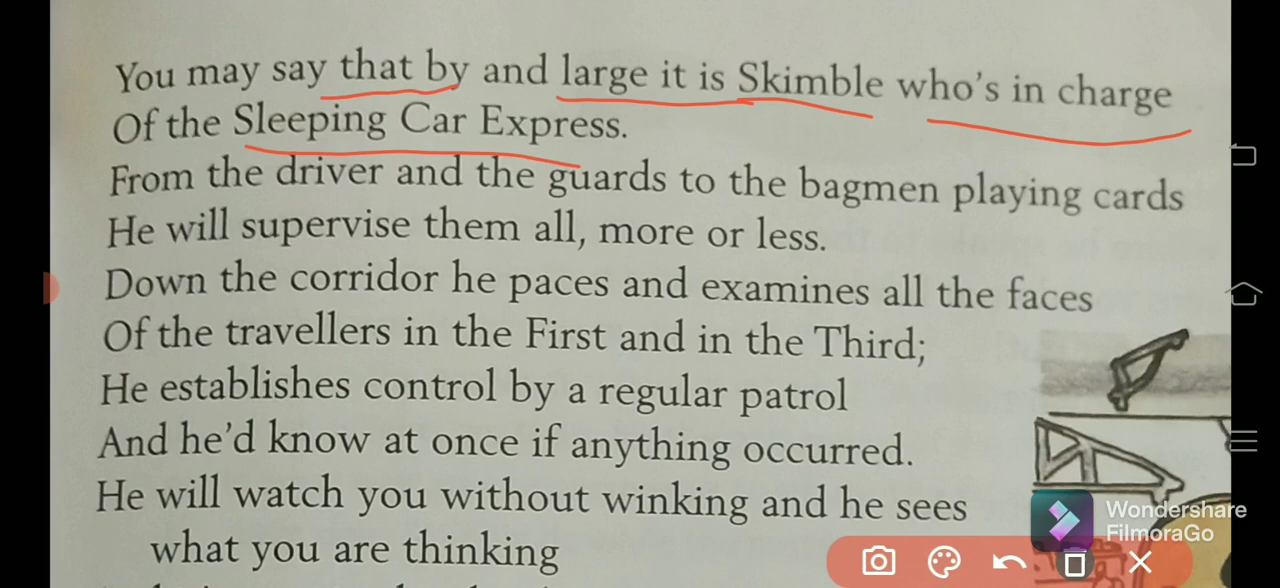 You may say that by and large it is Skimble who's in charge
Of the Sleeping Car Express.
From the driver and the guards to the bagmen playing cards
He will supervise them all, more or less.
Down the corridor he paces and examines all the faces
Of the travellers in the First and in the Third;
He establishes control by a regular patrol
And he'd know at once if anything occurred.
He will watch you without winking and he sees
what you are thinking
Wondershare
FilmoraGo